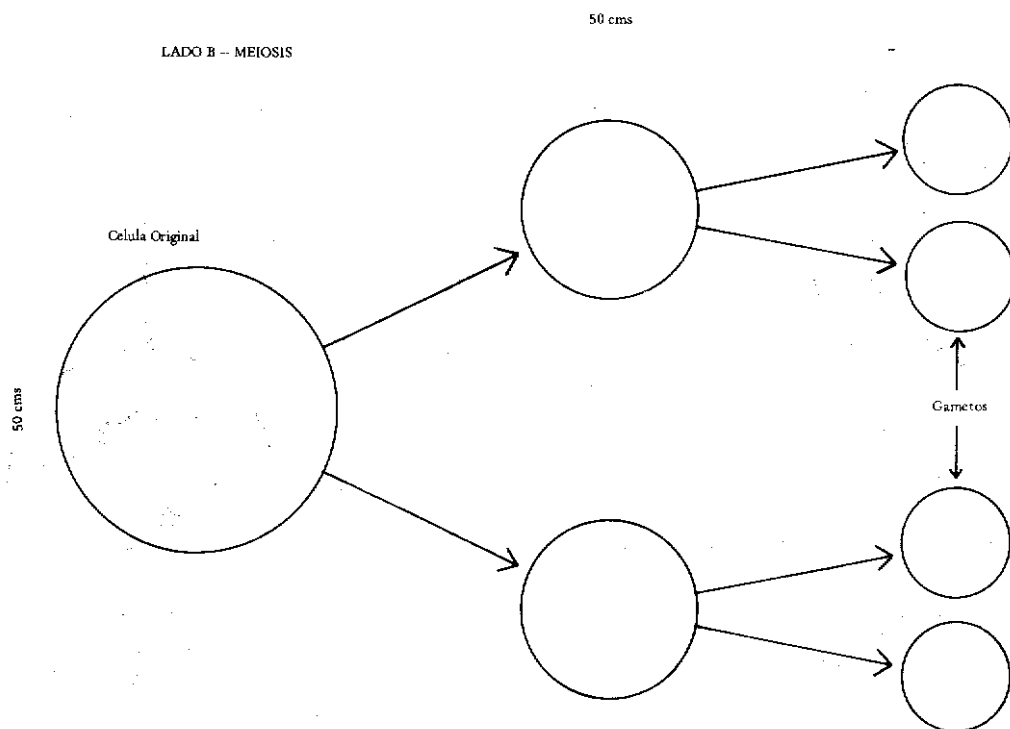 50 cms
LADO B -- MEIOSIS
Celula Original
50 cms
Gametos